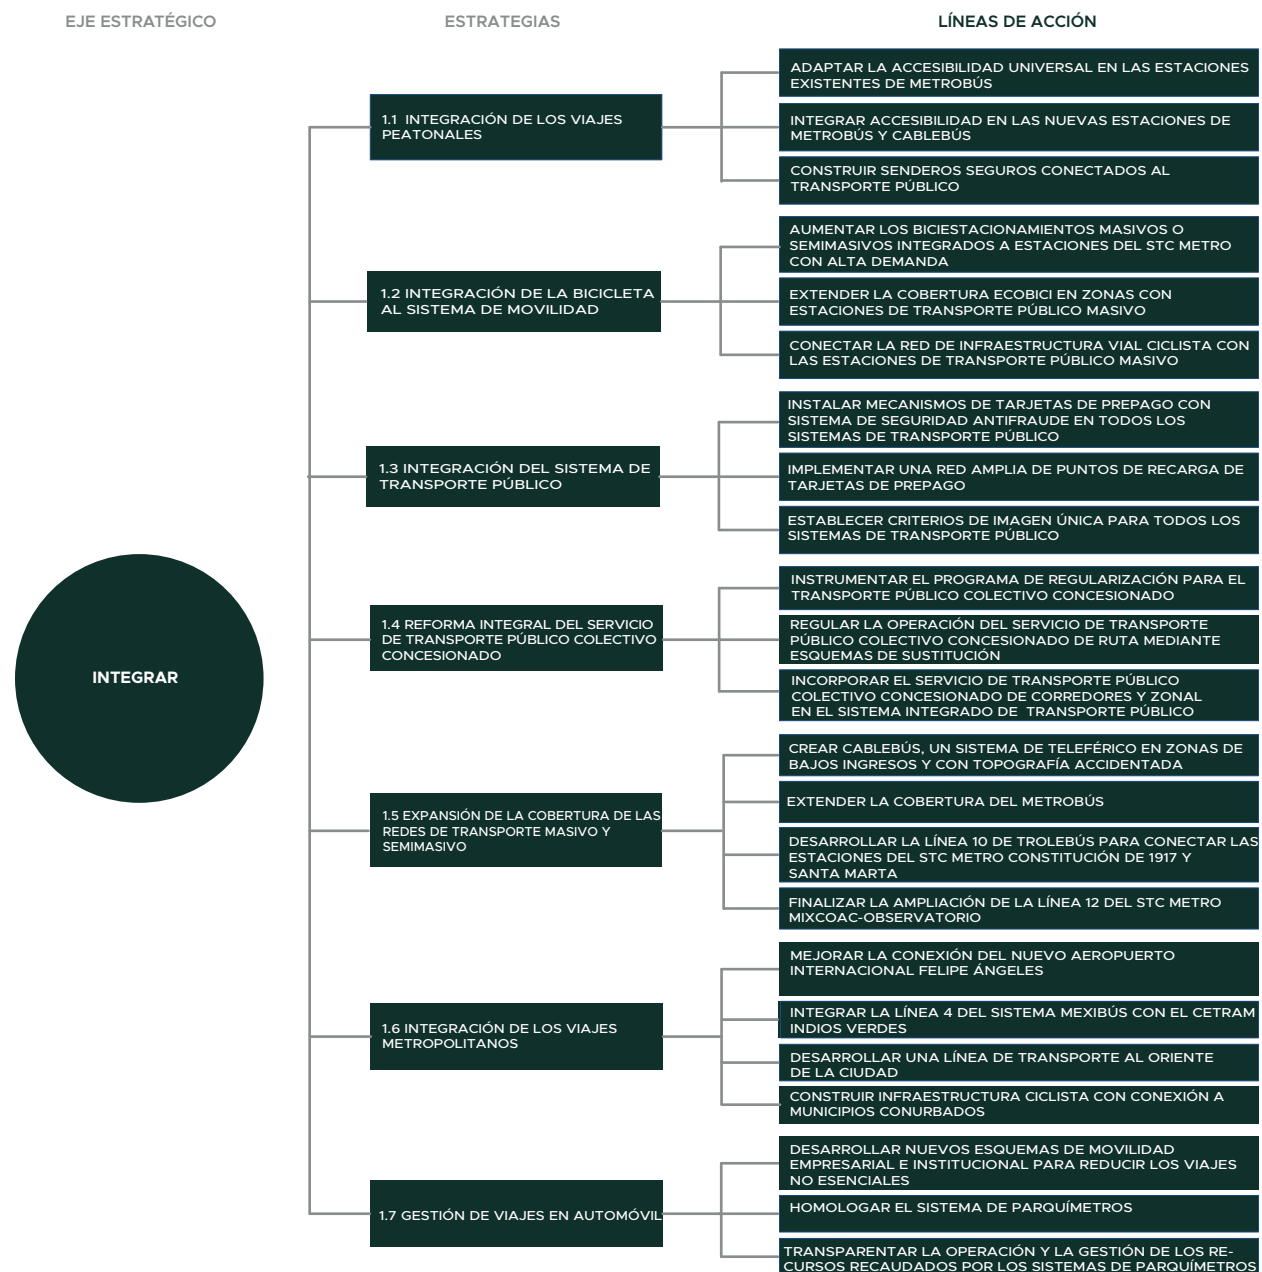 EJE ESTRATÉGICO
ESTRATEGIAS
LÍNEAS DE ACCIÓN
INTEGRAR
1.1 INTEGRACIÓN DE LOS VIAJES
PEATONALES
ADAPTAR LA ACCESIBILIDAD UNIVERSAL EN LAS ESTACIONES
EXISTENTES DE METROBÚS
INTEGRAR ACCESIBILIDAD EN LAS NUEVAS ESTACIONES DE
METROBÚS Y CABLEBÚS
CONSTRUIR SENDEROS SEGUROS CONECTADOS AL
TRANSPORTE PÚBLICO
1.2 INTEGRACIÓN DE LA BICICLETA
AL SISTEMA DE MOVILIDAD
AUMENTAR LOS BICIESTACIONAMIENTOS MASIVOS O
SEMIMASIVOS INTEGRADOS A ESTACIONES DEL STC METRO
CON ALTA DEMANDA
EXTENDER LA COBERTURA ECOBICI EN ZONAS CON
ESTACIONES DE TRANSPORTE PÚBLICO MASIVO
CONECTAR LA RED DE INFRAESTRUCTURA VIAL CICLISTA CON
LAS ESTACIONES DE TRANSPORTE PÚBLICO MASIVO
1.3 INTEGRACIÓN DEL SISTEMA DE
TRANSPORTE PÚBLICO
INSTALAR MECANISMOS DE TARJETAS DE PREPAGO CON
SISTEMA DE SEGURIDAD ANTIFRAUDE EN TODOS LOS
SISTEMAS DE TRANSPORTE PÚBLICO
IMPLEMENTAR UNA RED AMPLIA DE PUNTOS DE RECARGA DE
TARJETAS DE PREPAGO
ESTABLECER CRITERIOS DE IMAGEN ÚNICA PARA TODOS LOS
SISTEMAS DE TRANSPORTE PÚBLICO
1.4 REFORMA INTEGRAL DEL SERVICIO
DE TRANSPORTE PÚBLICO COLECTIVO
CONCESIONADO
INSTRUMENTAR EL PROGRAMA DE REGULARIZACIÓN PARA EL
TRANSPORTE PÚBLICO COLECTIVO CONCESIONADO
REGULAR LA OPERACIÓN DEL SERVICIO DE TRANSPORTE
PÚBLICO COLECTIVO CONCESIONADO DE RUTA MEDIANTE
ESQUEMAS DE SUSTITUCIÓN
INCORPORAR EL SERVICIO DE TRANSPORTE PÚBLICO
COLECTIVO CONCESIONADO DE CORREDORES Y ZONAL
EN EL SISTEMA INTEGRADO DE TRANSPORTE PÚBLICO
1.5 EXPANSIÓN DE LA COBERTURA DE LAS
REDES DE TRANSPORTE MASIVO Y
SEMIMASIVO
CREAR CABLEBÚS, UN SISTEMA DE TELEFÉRICO EN ZONAS DE
BAJOS INGRESOS Y CON TOPOGRAFÍA ACCIDENTADA
EXTENDER LA COBERTURA DEL METROBÚS
DESARROLLAR LA LÍNEA 10 DE TROLEBÚS PARA CONECTAR LAS
ESTACIONES DEL STC METRO CONSTITUCIÓN DE 1917 Y
SANTA MARTA
FINALIZAR LA AMPLIACIÓN DE LA LÍNEA 12 DEL STC METRO
MIXCOAC-OBSERVATORIO
1.6 INTEGRACIÓN DE LOS VIAJES
METROPOLITANOS
MEJORAR LA CONEXIÓN DEL NUEVO AEROPUERTO
INTERNACIONAL FELIPE ÁNGELES
INTEGRAR LA LÍNEA 4 DEL SISTEMA MEXIBÚS CON EL CETRAM
INDIOS VERDES
DESARROLLAR UNA LÍNEA DE TRANSPORTE AL ORIENTE
DE LA CIUDAD
CONSTRUIR INFRAESTRUCTURA CICLISTA CON CONEXIÓN A
MUNICIPIOS CONURBADOS
1.7 GESTIÓN DE VIAJES EN AUTOMÓVIL
DESARROLLAR NUEVOS ESQUEMAS DE MOVILIDAD
EMPRESARIAL E INSTITUCIONAL PARA REDUCIR LOS VIAJES
NO ESENCIALES
HOMOLOGAR EL SISTEMA DE PARQUÍMETROS
TRANSPARENTAR LA OPERACIÓN Y LA GESTIÓN DE LOS RE-
CURSOS RECAUDADOS POR LOS SISTEMAS DE PARQUÍMETROS